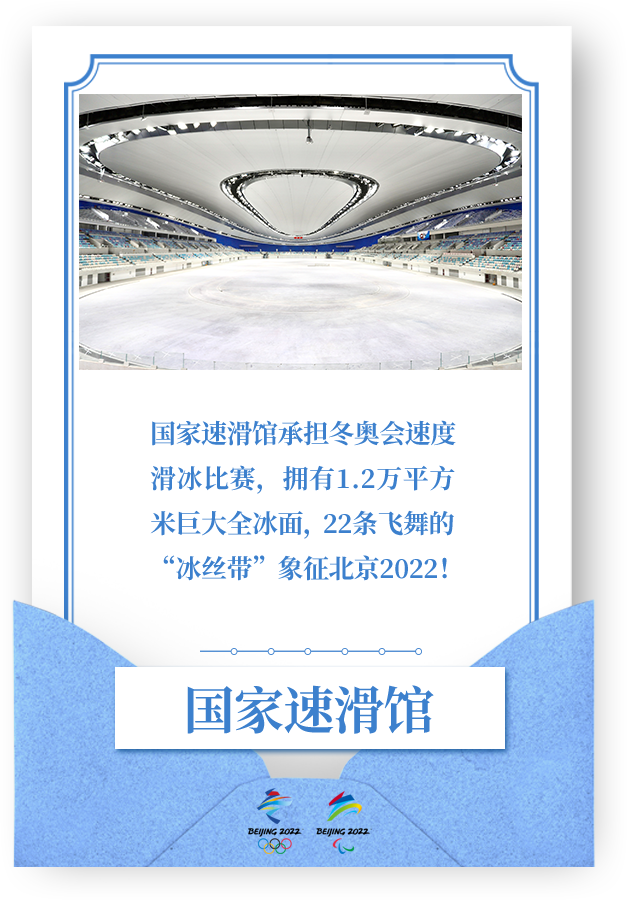 国家速滑馆承担冬奥会速度
滑冰比赛，拥有1.2万平方
米巨大全冰面，22条飞舞的
“冰丝带”象征北京2022！
国家速滑馆
BEIJING 2022 BEIJING 2022